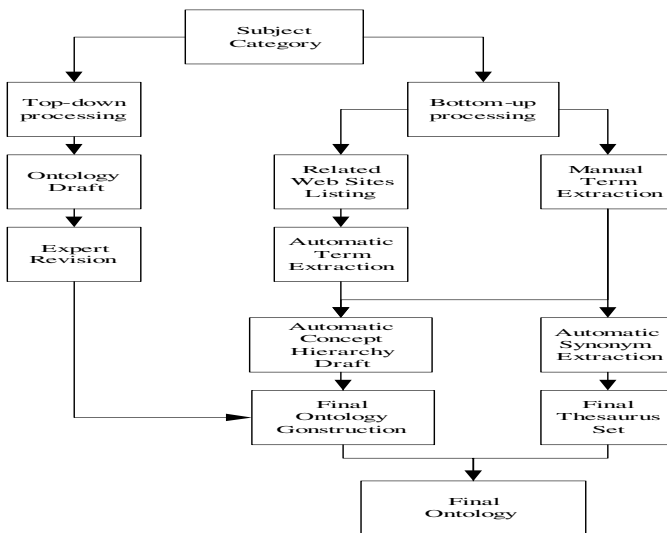 Subject
Category
Top-down
processing
Bottom-up
processing
Ontology
Draft
Related
Web Sites
Listing
Manual
Term
Extraction
Expert
Revision
Automatic
Term
Extraction
Automatic
Concept
Hierarchy
Draft
Automatic
Synonym
Extraction
Final
Ontology
Gonstruction
Final
Thesaurus
Set
Final
Ontology